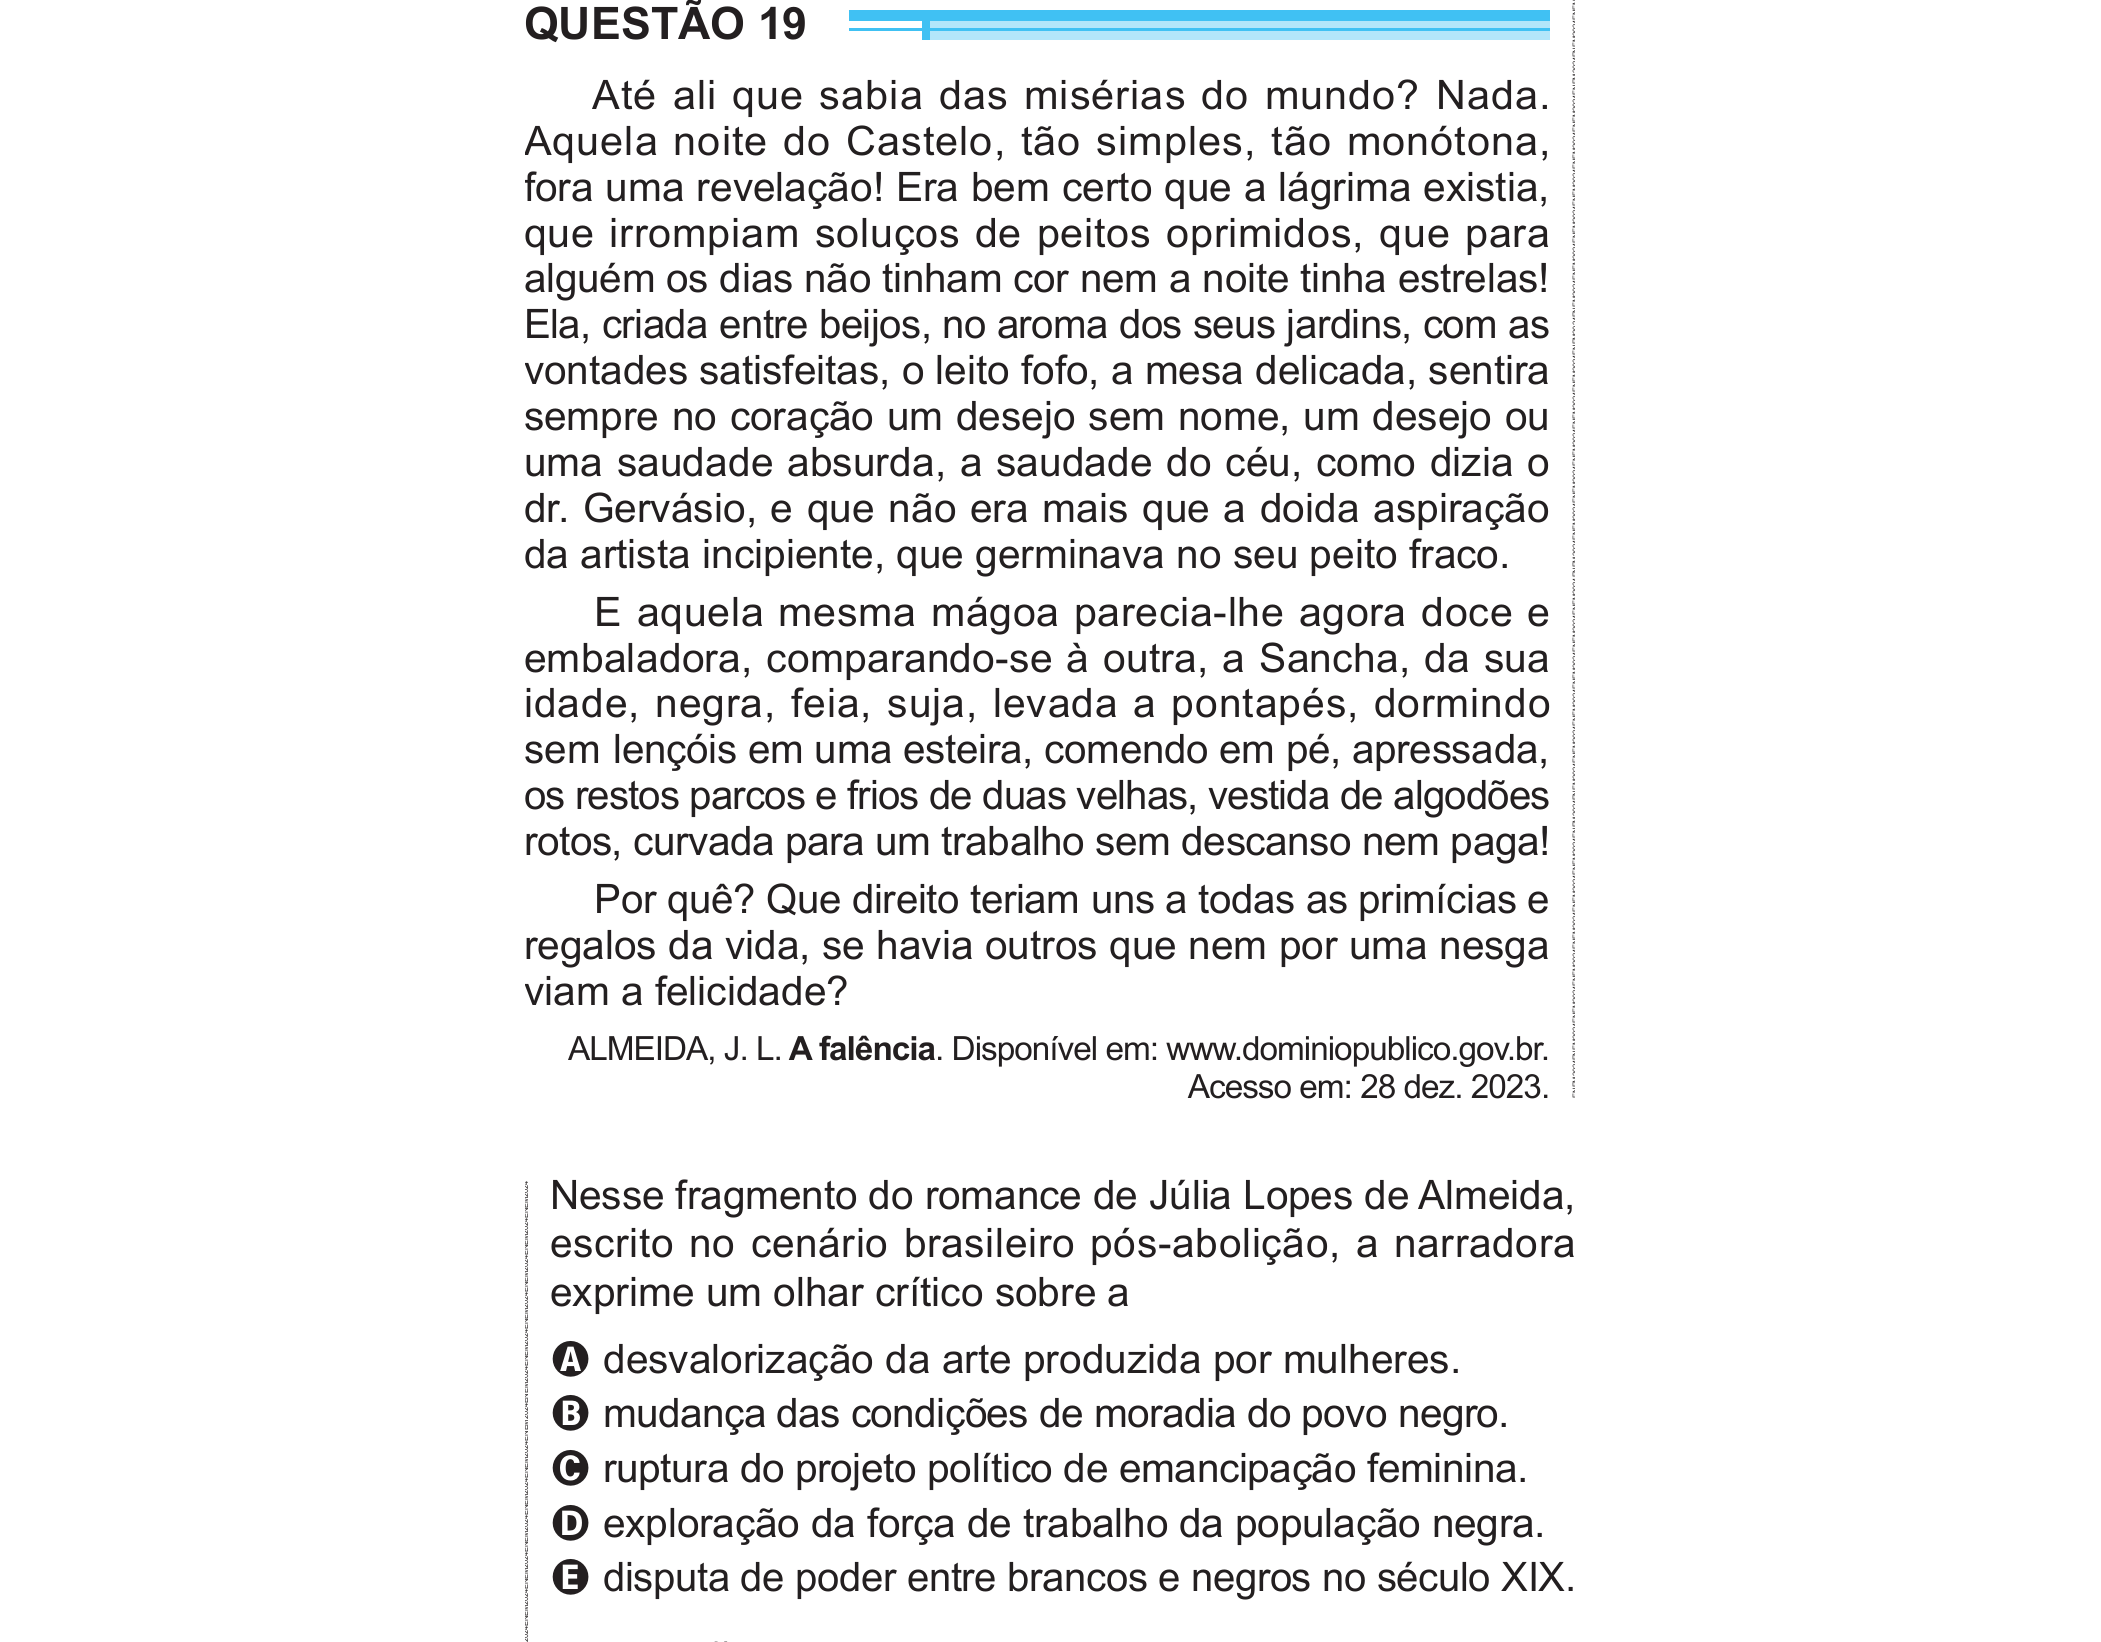 QUESTÃO 19
Até ali que sabia das misérias do mundo? Nada.
Aquela noite do Castelo, tão simples, tão monótona,
fora uma revelação! Era bem certo que a lágrima existia,
que irrompiam soluços de peitos oprimidos, que para
alguém os dias não tinham cor nem a noite tinha estrelas!
Ela, criada entre beijos, no aroma dos seus jardins, com as
vontades satisfeitas, o leito fofo, a mesa delicada, sentira
sempre no coração um desejo sem nome, um desejo ou
uma saudade absurda, a saudade do céu, como dizia o
dr. Gervásio, e que não era mais que a doida aspiração
da artista incipiente, que germinava no seu peito fraco.
E aquela mesma mágoa parecia-lhe agora doce e
embaladora, comparando-se à outra, a Sancha, da sua
idade, negra, feia, suja, levada a pontapés, dormindo
sem lençóis em uma esteira, comendo em pé, apressada,
os restos parcos e frios de duas velhas, vestida de algodões
rotos, curvada para um trabalho sem descanso nem paga!
Por quê? Que direito teriam uns a todas as primícias e
regalos da vida, se havia outros que nem por uma nesga
viam a felicidade?
ALMEIDA, J. L. A falência. Disponível em: www.dominiopublico.gov.br.
Acesso em: 28 dez. 2023.
Nesse fragmento do romance de Júlia Lopes de Almeida,
escrito no cenário brasileiro pós-abolição, a narradora
exprime um olhar crítico sobre a
A desvalorização da arte produzida por mulheres.
B mudança das condições de moradia do povo negro.
C ruptura do projeto político de emancipação feminina.
D exploração da força de trabalho da população negra.
E disputa de poder entre brancos e negros no século XIX.